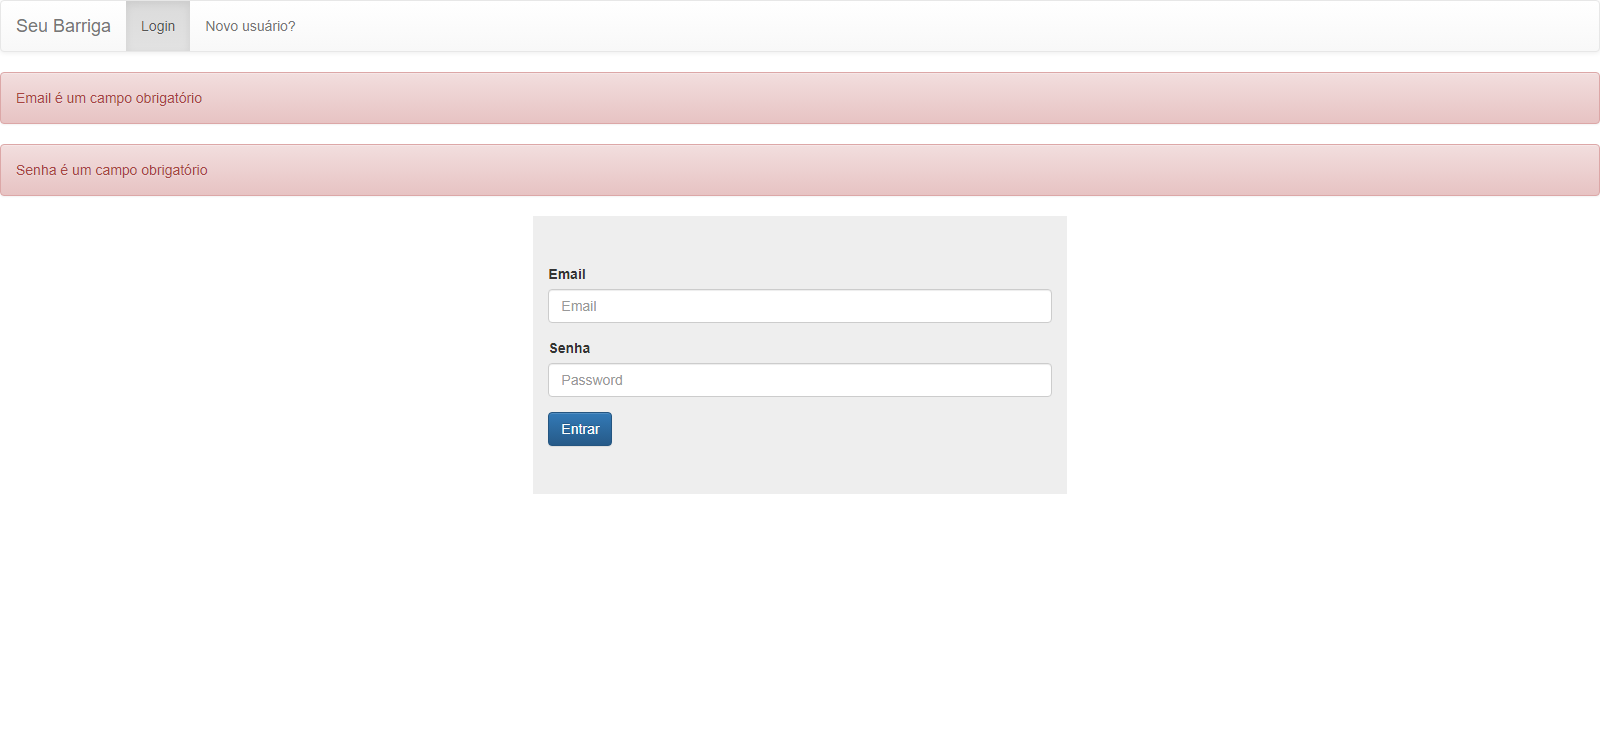 Seu Barriga Login Novo usuário?
Email é um campo obrigatório
Senha é um campo obrigatório
Email
Email
Senha
Password
Entrar